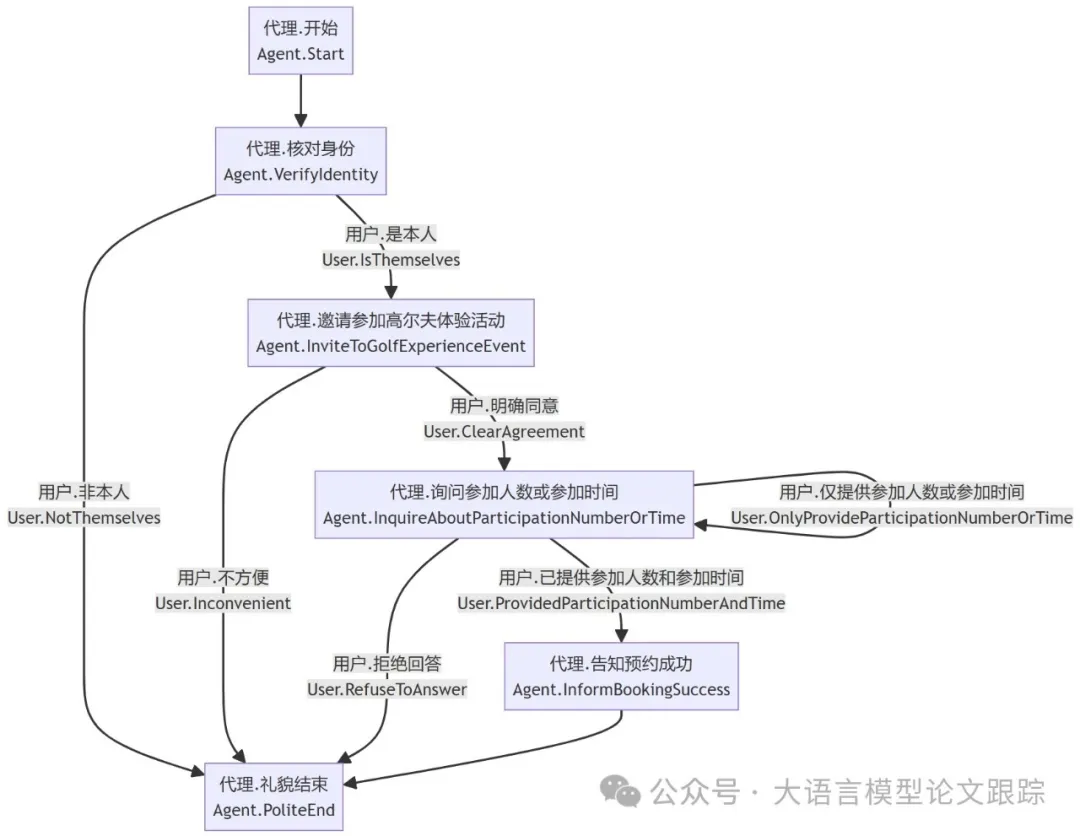 代理.开始
Agent.Start
代理.核对身份
Agent.VerifyIdentity
用户.是本人
User.IsThemselves
代理.邀请参加高尔夫体验活动
Agent.InviteToGolfExperienceEvent
用户.明确同意
User.ClearAgreement
用户.非本人
User.NotThemselves
代理.询问参加人数或参加时间
Agent.InquireAboutParticipationNumberOrTime
用户.仅提供参加人数或参加时间
User.OnlyProvideParticipationNumberOrTime
用户.不方便
User.Inconvenient
用户.已提供参加人数和参加时间
User.ProvidedParticipationNumberAndTime
用户.拒绝回答
User.RefuseToAnswer
代理.告知预约成功
Agent.InformBookingSuccess
代理.礼貌结束
Agent.PoliteEnd
公众号 · 大语言模型论文跟踪